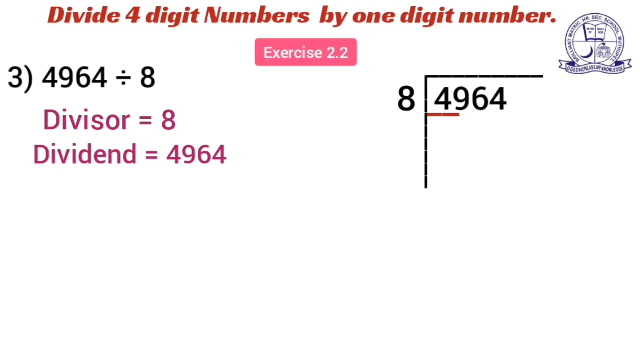 Divide 4 digit Numbers by one digit number.
Exercise 2.2
3) 4964 ÷ 8
Divisor = 8
Dividend = 4964
8 4964